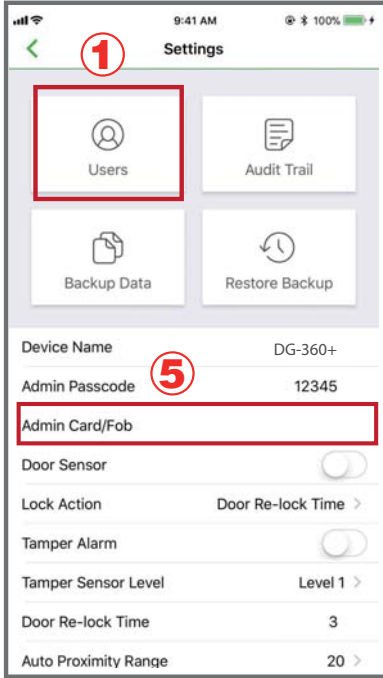 9:41 AM 100%
① Settings
Users Audit Trail
Backup Data Restore Backup
Device Name DG-360+
⑤
Admin Passcode 12345
Admin Card/Fob
Door Sensor
Lock Action Door Re-lock Time >
Tamper Alarm
Tamper Sensor Level Level 1 >
Door Re-lock Time 3
Auto Proximity Range 20 >